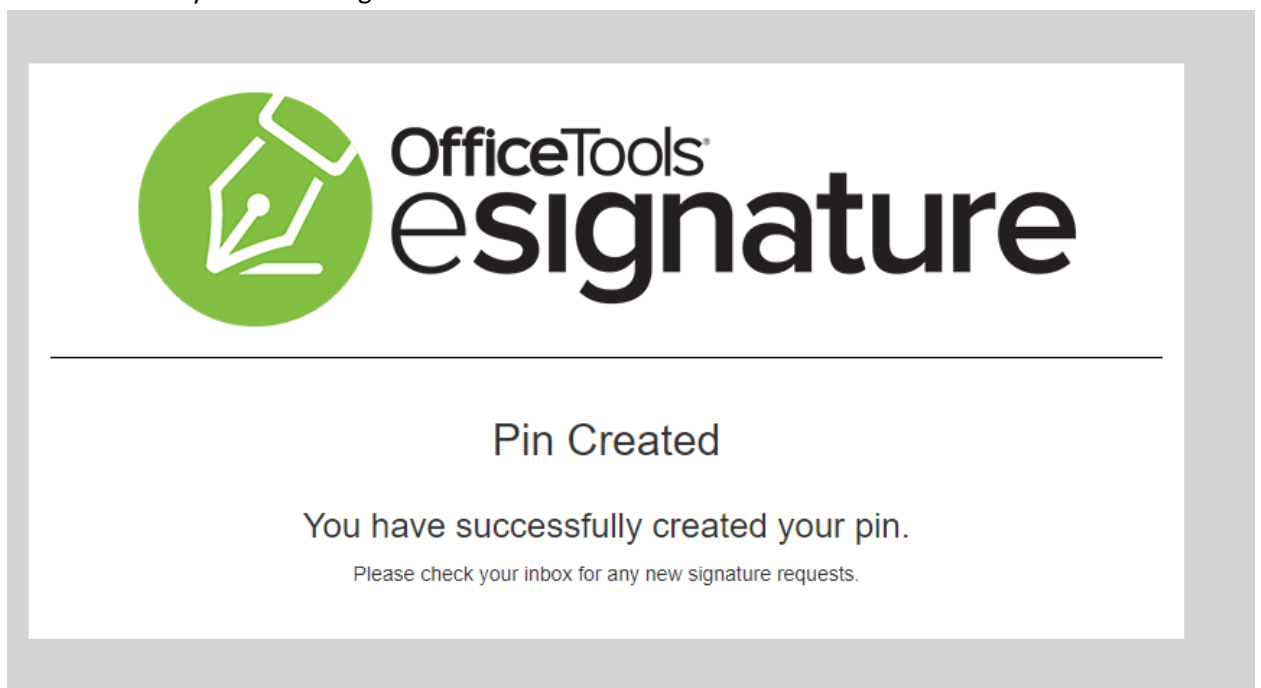 OfficeTools®
esignature
Pin Created
You have successfully created your pin.
Please check your inbox for any new signature requests.